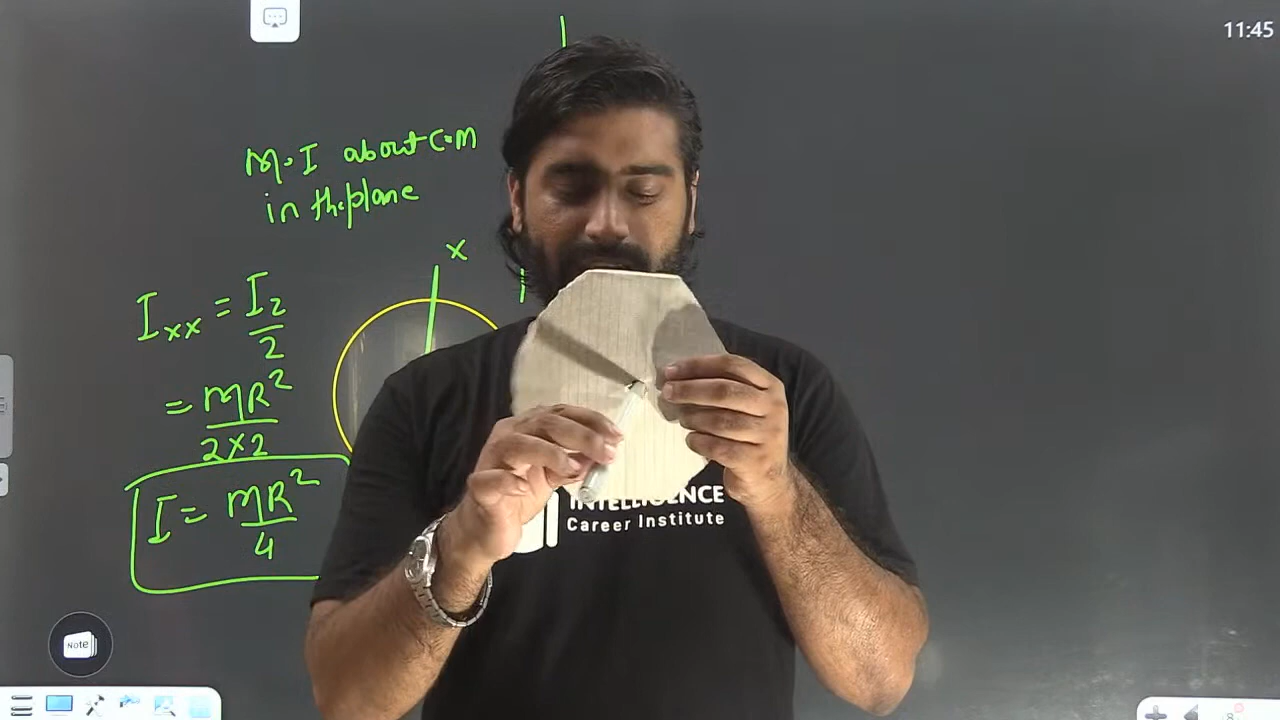 11:45
M.I about C.M
in the plane
x
Ixx = Iz/2
= MR²/2×2
I = MR²/4
INTELLIGENCE
Career Institute
Note